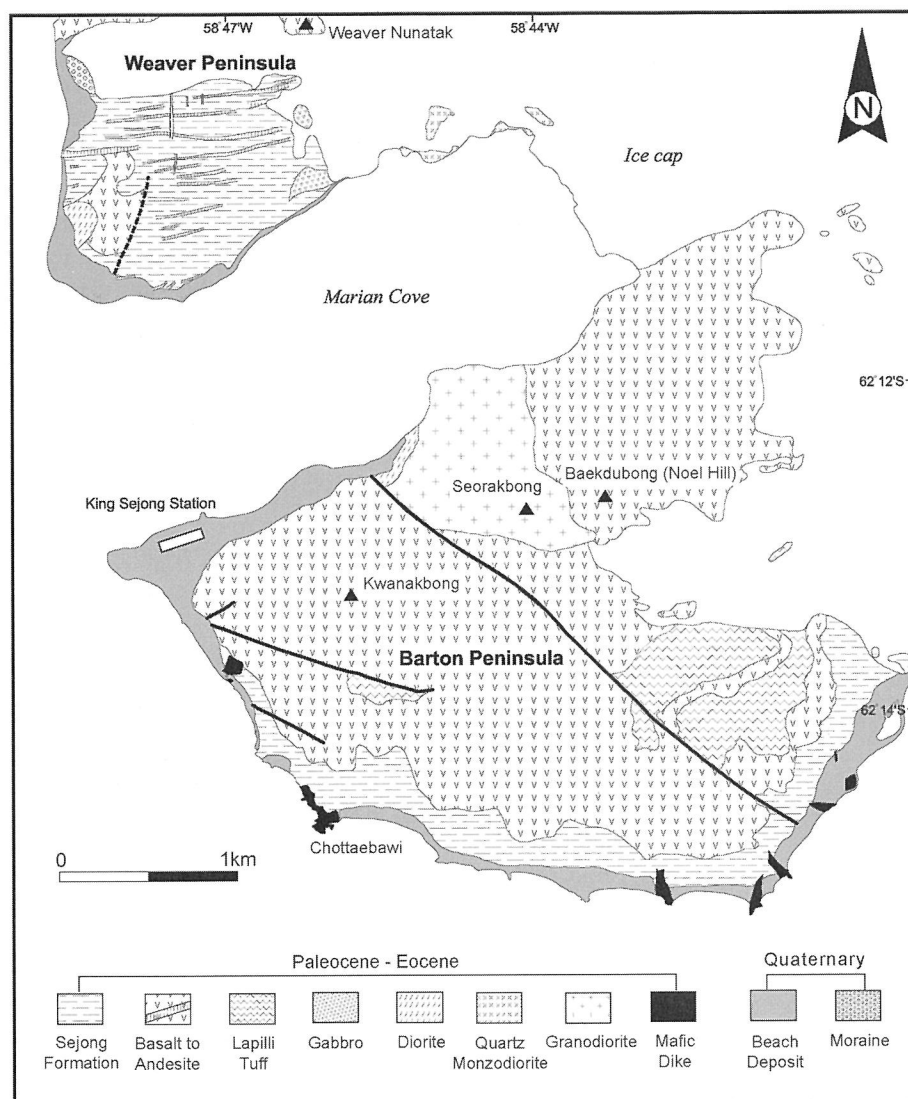 58°47'W
58°44'W
Weaver Nunatak
Weaver Peninsula
N
Ice cap
Marian Cove
62°12'S
Baekdubong (Noel Hill)
Seorakbong
King Sejong Station
Kwanakbong
Barton Peninsula
62°14'S
Chottaebawi
0 1km
Paleocene - Eocene
Quaternary
Sejong Formation
Basalt to Andesite
Lapilli Tuff
Gabbro
Diorite
Quartz Monzodiorite
Granodiorite
Mafic Dike
Beach Deposit
Moraine